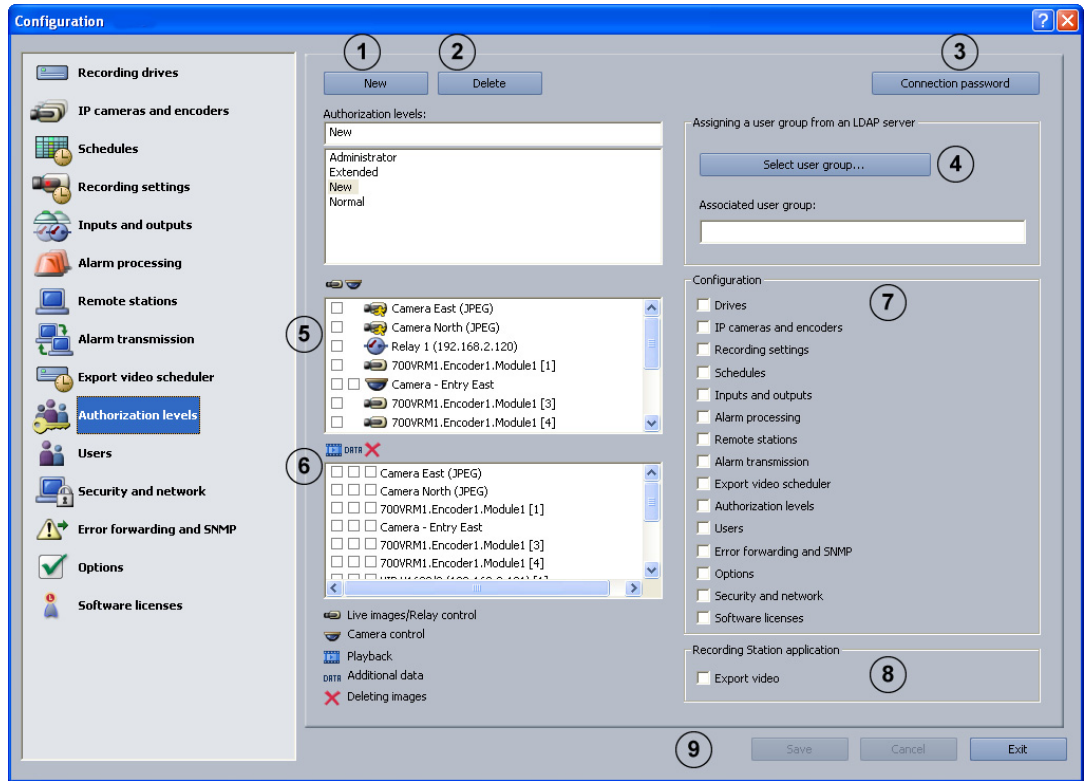 Configuration
Recording drives
IP cameras and encoders
Schedules
Recording settings
Inputs and outputs
Alarm processing
Remote stations
Alarm transmission
Export video scheduler
Authorization levels
Users
Security and network
Error forwarding and SNMP
Options
Software licenses
1
2
3
New
Delete
Connection password
Authorization levels:
New
Administrator
Extended
New
Normal
Assigning a user group from an LDAP server
Select user group...
4
Associated user group:
5
Camera East (JPEG)
Camera North (JPEG)
Relay 1 (192.168.2.120)
700VRM1.Encoder1.Module1 [1]
Camera - Entry East
700VRM1.Encoder1.Module1 [3]
700VRM1.Encoder1.Module1 [4]
DATA
6
Camera East (JPEG)
Camera North (JPEG)
700VRM1.Encoder1.Module1 [1]
Camera - Entry East
700VRM1.Encoder1.Module1 [3]
700VRM1.Encoder1.Module1 [4]
Live images/Relay control
Camera control
Playback
DATA Additional data
Deleting images
Configuration
7
Drives
IP cameras and encoders
Recording settings
Schedules
Inputs and outputs
Alarm processing
Remote stations
Alarm transmission
Export video scheduler
Authorization levels
Users
Error forwarding and SNMP
Options
Security and network
Software licenses
Recording Station application
Export video
8
9
Save
Cancel
Exit